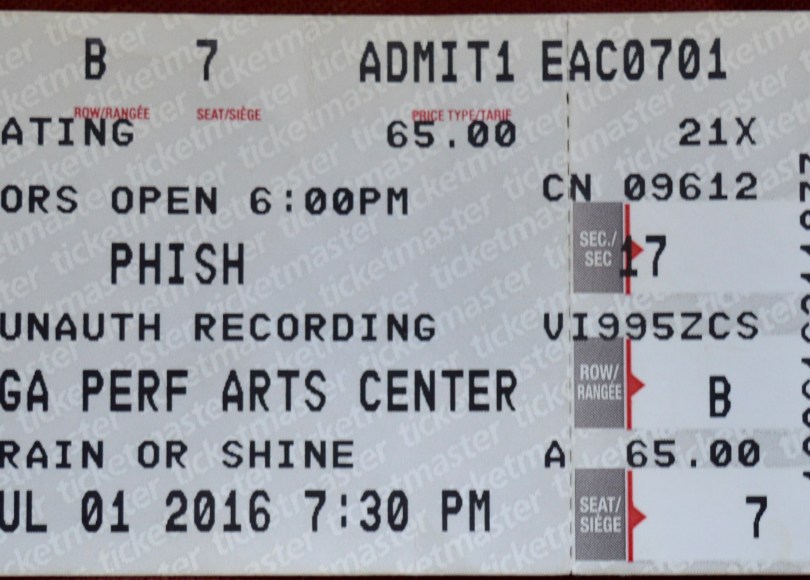 B 7 ADMIT1 EAC0701
ROW/RANGÉE SEAT/SIÈGE PRICE TYPE/TARIF
ATING 65.00 21X
ORS OPEN 6:00PM CN 09612
PHISH SEC./SEC 17
UNAUTH RECORDING VI995ZCS
GA PERF ARTS CENTER ROW/RANGÉE B
RAIN OR SHINE A 65.00
UL 01 2016 7:30 PM SEAT/SIÈGE 7
ticketmaster